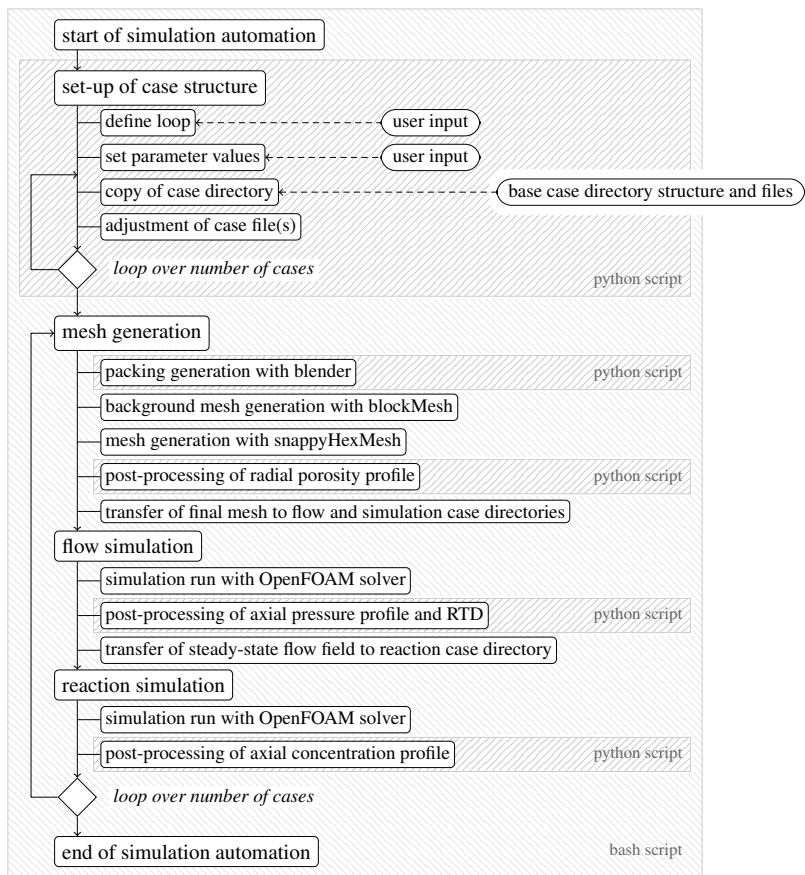 start of simulation automation
set-up of case structure
define loop
user input
set parameter values
user input
copy of case directory
base case directory structure and files
adjustment of case file(s)
loop over number of cases
python script
mesh generation
packing generation with blender
python script
background mesh generation with blockMesh
mesh generation with snappyHexMesh
post-processing of radial porosity profile
python script
transfer of final mesh to flow and simulation case directories
flow simulation
simulation run with OpenFOAM solver
post-processing of axial pressure profile and RTD
python script
transfer of steady-state flow field to reaction case directory
reaction simulation
simulation run with OpenFOAM solver
post-processing of axial concentration profile
python script
loop over number of cases
end of simulation automation
bash script